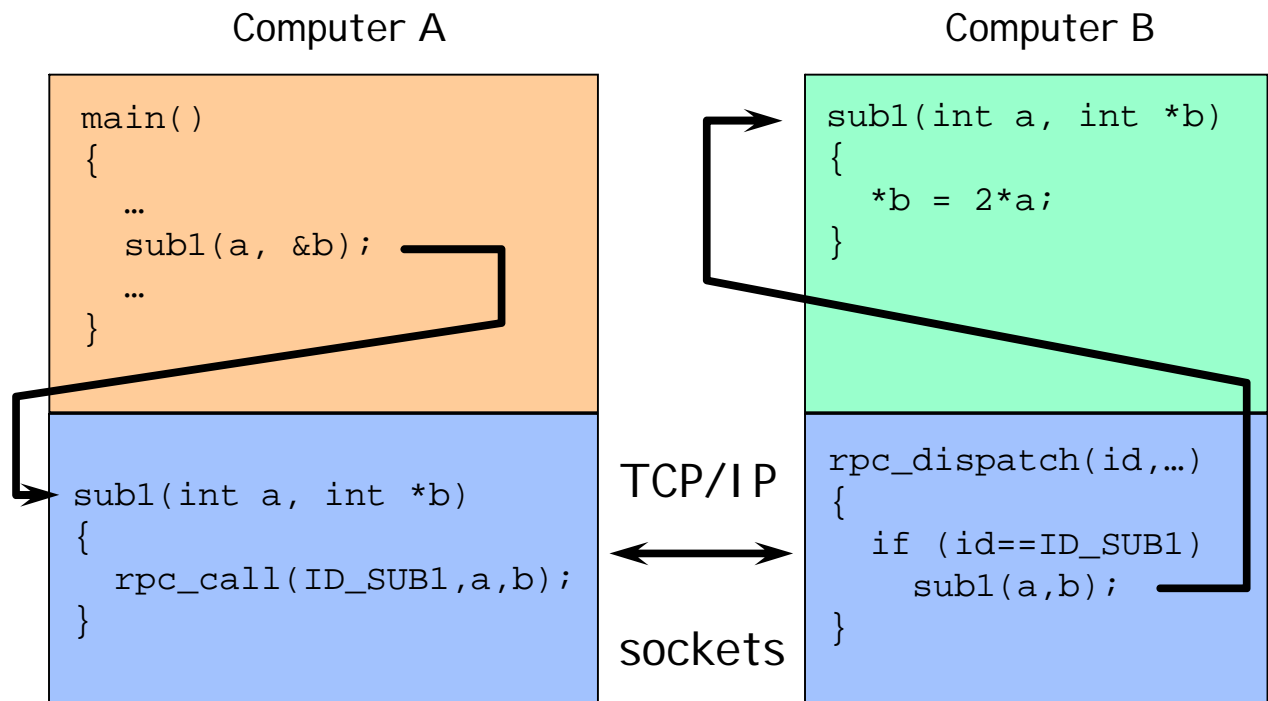 Computer A
main()
{
…
sub1(a, &b);
…
}
sub1(int a, int *b)
{
rpc_call(ID_SUB1,a,b);
}
TCP/IP
sockets
Computer B
sub1(int a, int *b)
{
*b = 2*a;
}
rpc_dispatch(id,…)
{
if (id==ID_SUB1)
sub1(a,b);
}